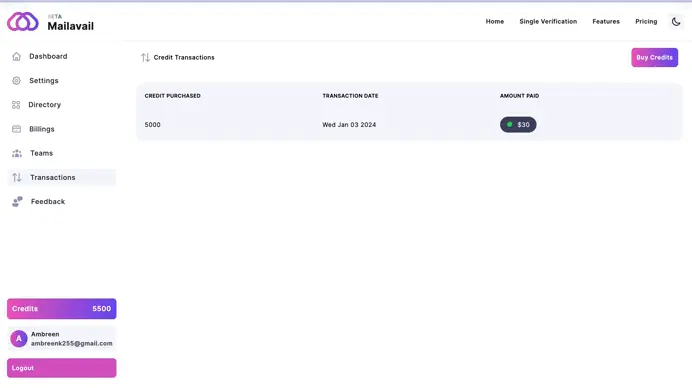 BETA
Mailavail
Home Single Verification Features Pricing
Dashboard
Settings
Directory
Billings
Teams
Transactions
Feedback
Credit Transactions
Buy Credits
CREDIT PURCHASED TRANSACTION DATE AMOUNT PAID
5000 Wed Jan 03 2024 $30
Credits 5500
A
Ambreen
ambreenk255@gmail.com
Logout